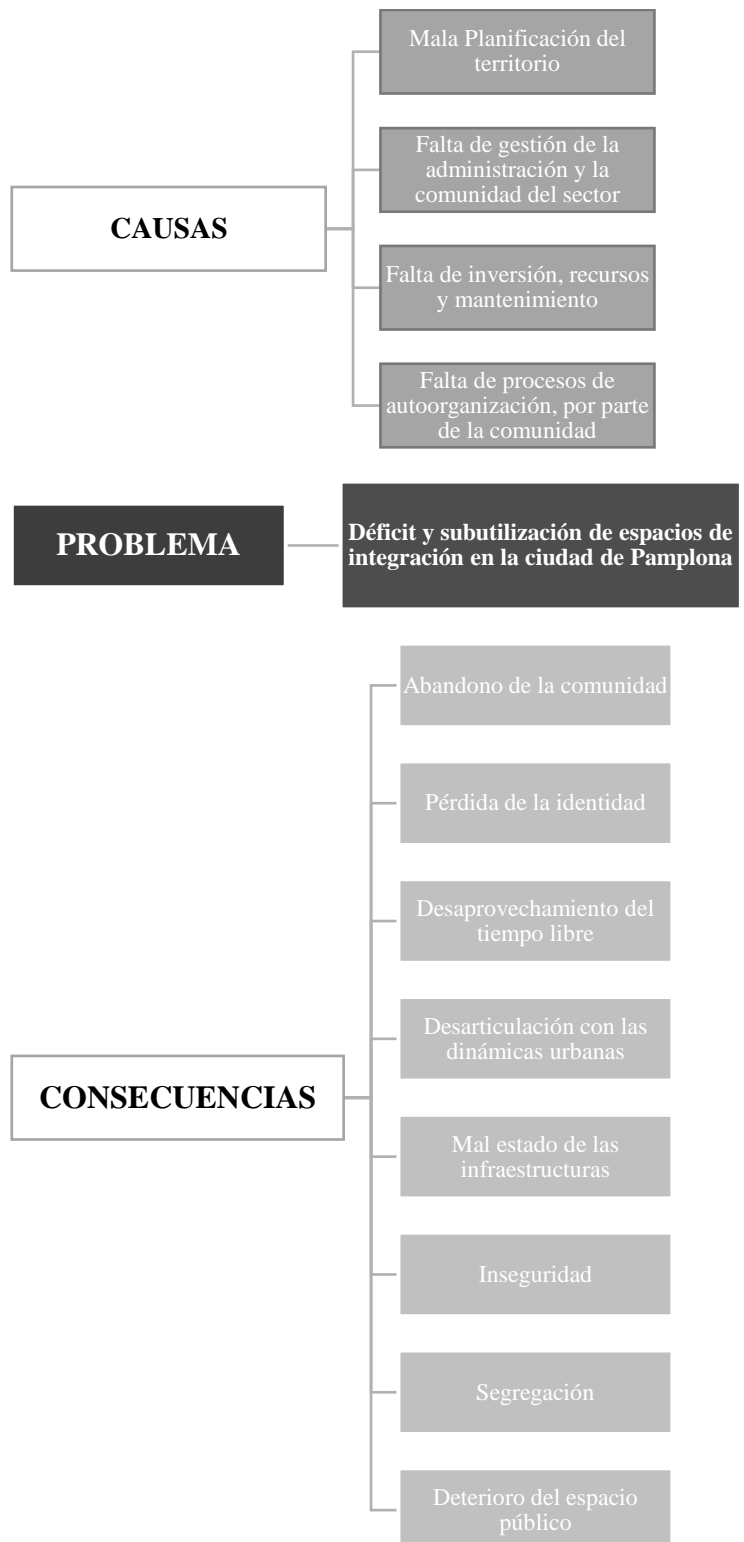 Mala Planificación del
territorio
Falta de gestión de la
administración y la
comunidad del sector
CAUSAS
Falta de inversión, recursos
y mantenimiento
Falta de procesos de
autoorganización, por parte
de la comunidad
PROBLEMA
Déficit y subutilización de espacios de
integración en la ciudad de Pamplona
Abandono de la comunidad
Pérdida de la identidad
Desaprovechamiento del
tiempo libre
Desarticulación con las
dinámicas urbanas
CONSECUENCIAS
Mal estado de las
infraestructuras
Inseguridad
Segregación
Deterioro del espacio
público